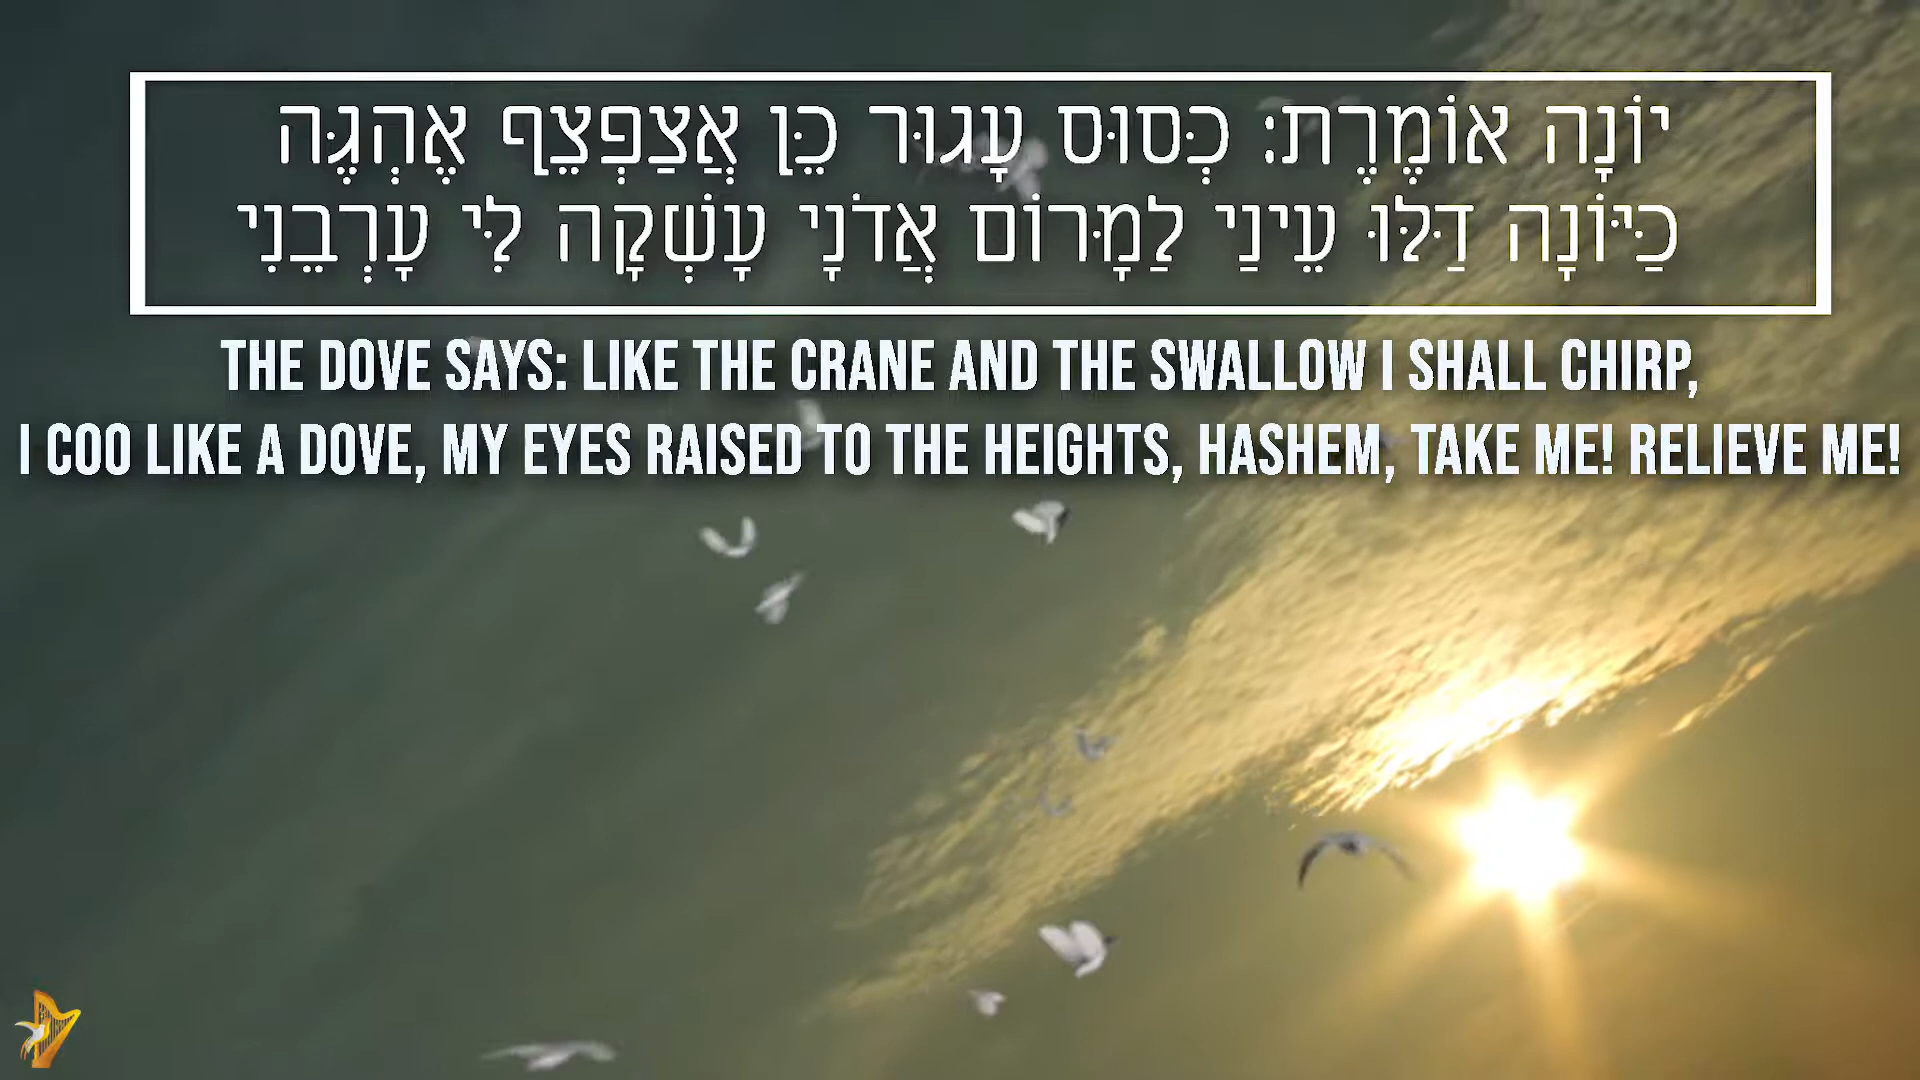 יוֹנָה אוֹמֶרֶת: כְּסוּס עָגוּר כֵּן אֲצַפְצֵף אֶהְגֶּה
כַּיּוֹנָה דַּלּוּ עֵינַי לַמָּרוֹם אֲדֹנָי עָשְׁקָה לִּי עָרְבֵנִי
THE DOVE SAYS: LIKE THE CRANE AND THE SWALLOW I SHALL CHIRP,
I COO LIKE A DOVE, MY EYES RAISED TO THE HEIGHTS, HASHEM, TAKE ME! RELIEVE ME!